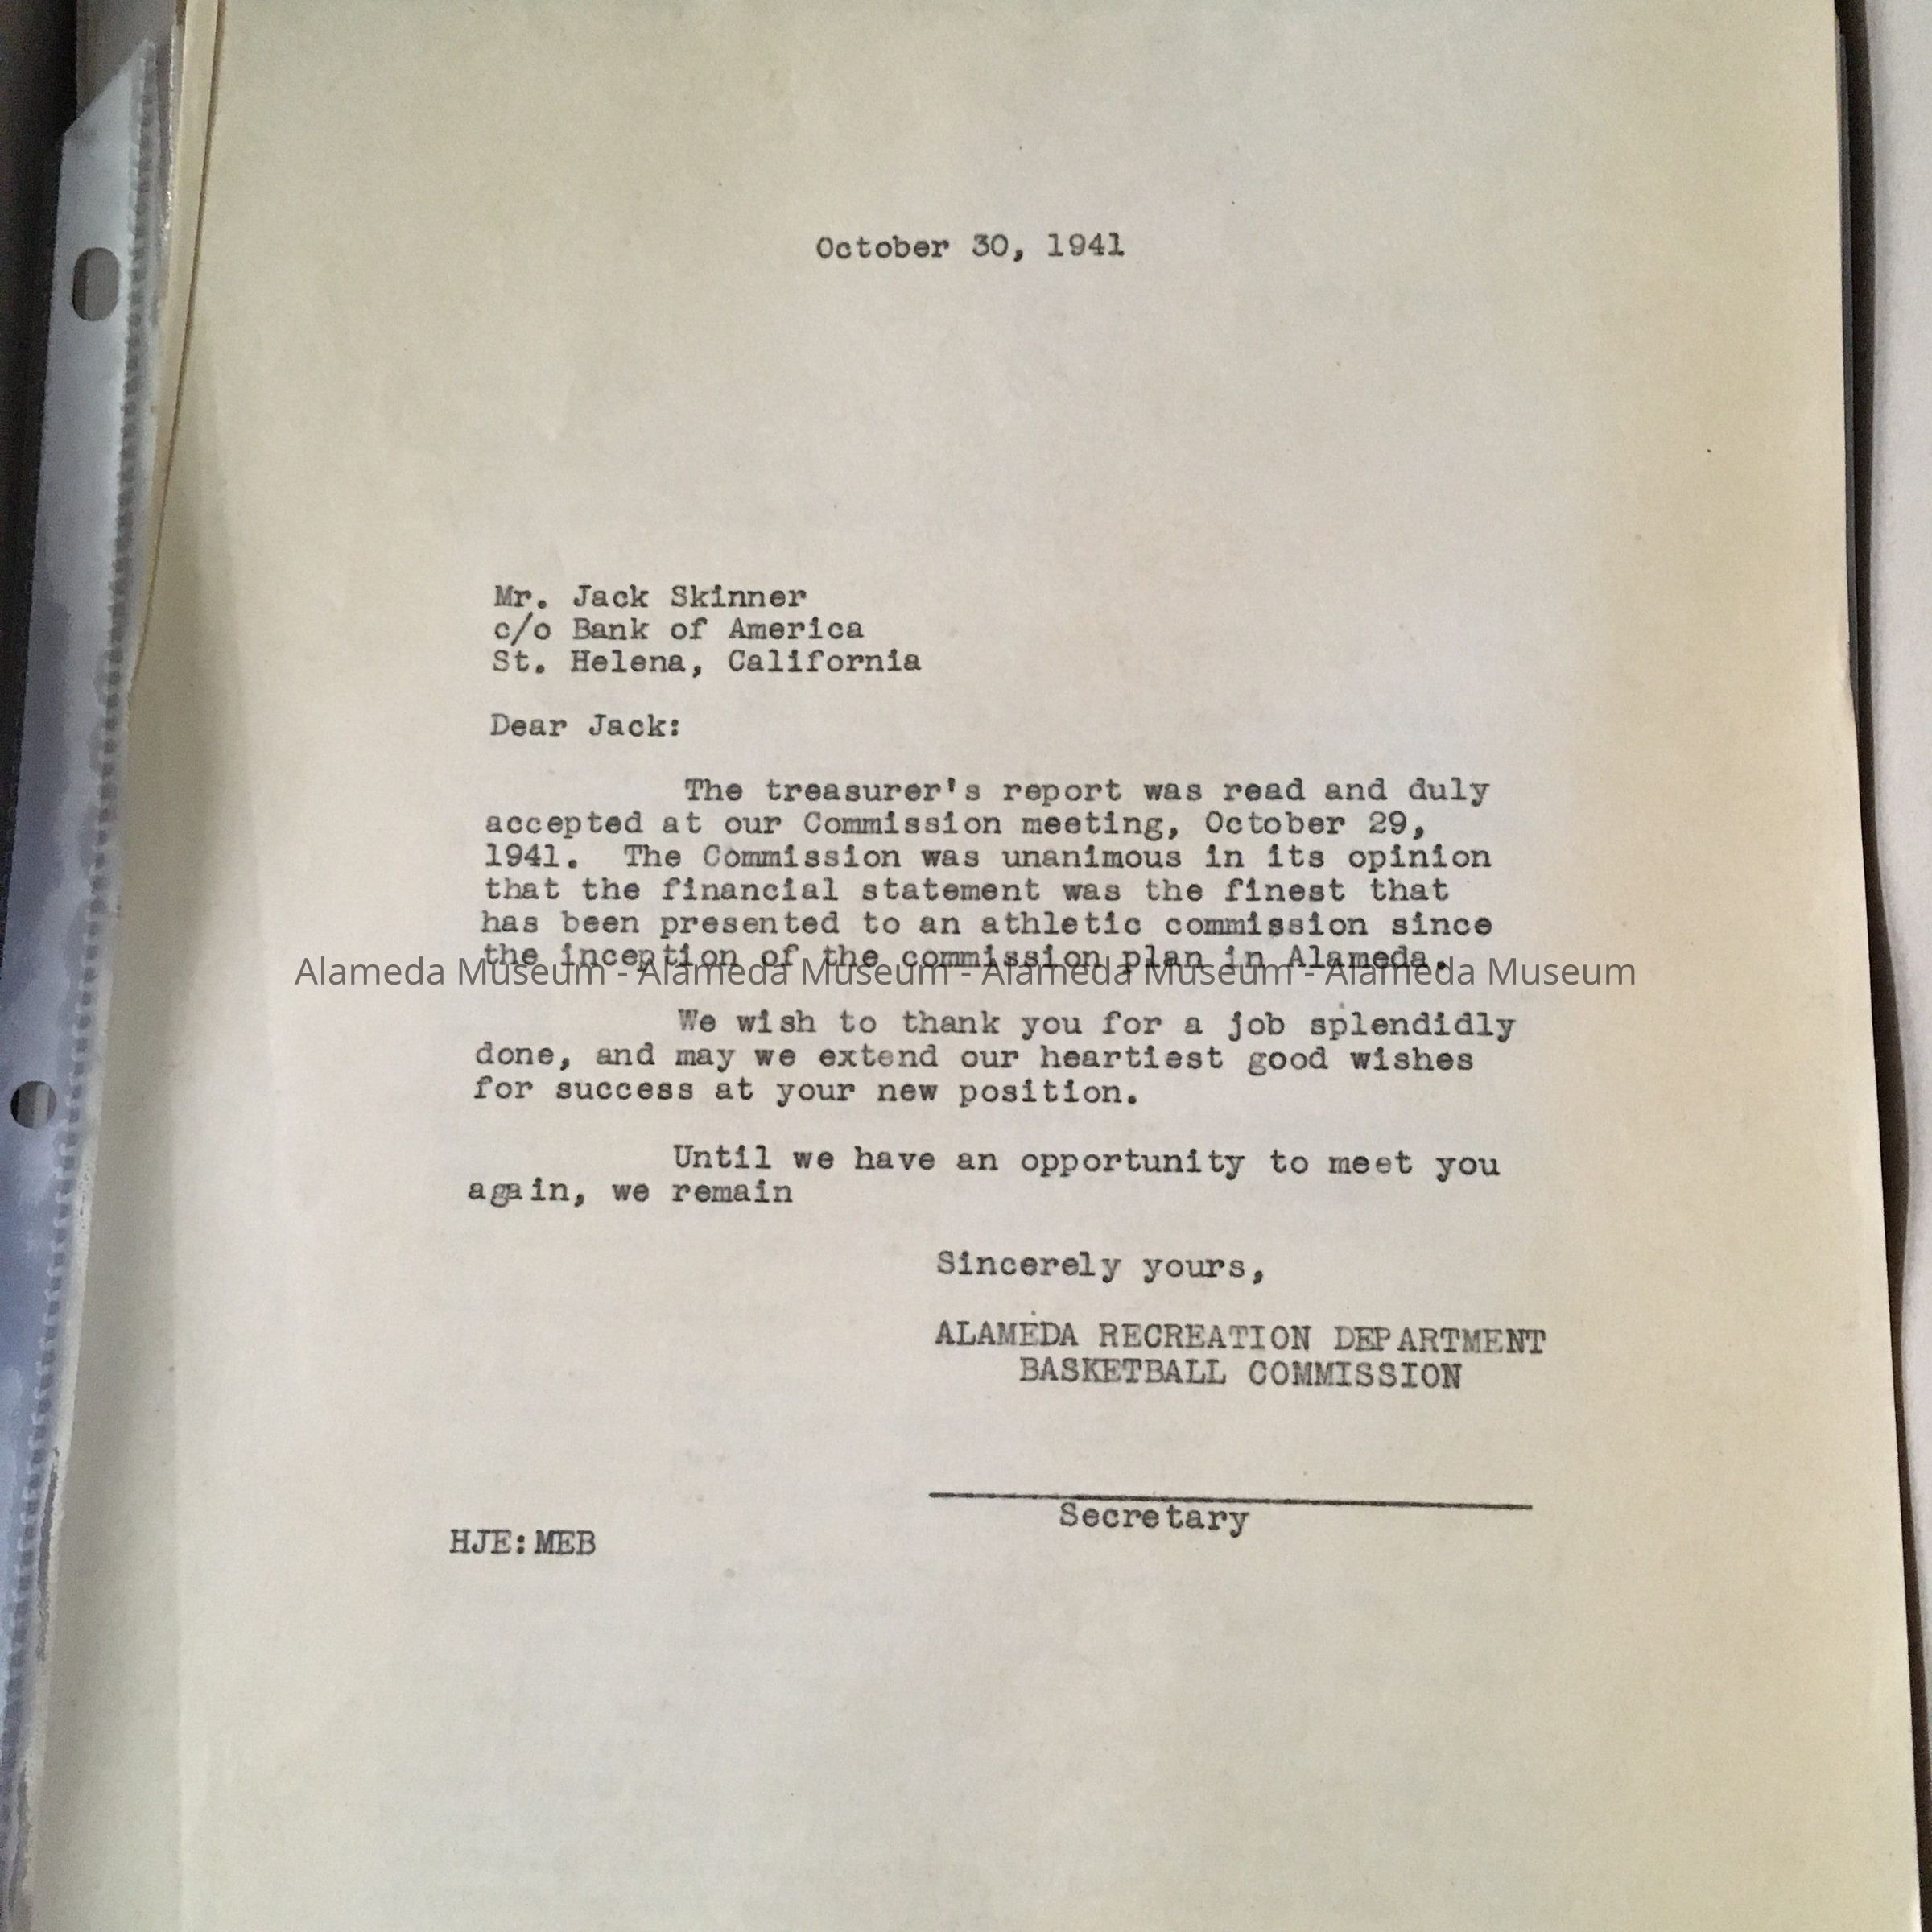 October 30, 1941
Mr. Jack Skinner
c/o Bank of America
St. Helena, California
Dear Jack:
The treasurer's report was read and duly
accepted at our Commission meeting, October 29,
1941. The Commission was unanimous in its opinion
that the financial statement was the finest that
has been presented to an athletic commission since
the inception of the commission plan in Alameda.
Alameda Museum - Alameda Museum - Alameda Museum - Alameda Museum
We wish to thank you for a job splendidly
done, and may we extend our heartiest good wishes
for success at your new position.
Until we have an opportunity to meet you
again, we remain
Sincerely yours,
ALAMEDA RECREATION DEPARTMENT
BASKETBALL COMMISSION
Secretary
HJE:MEB